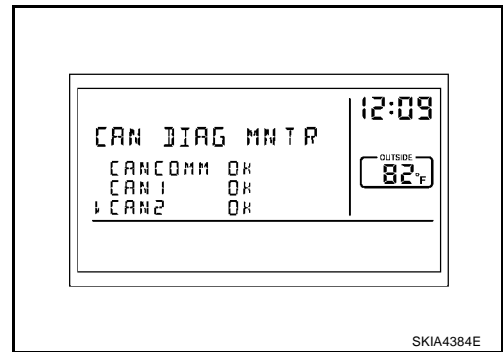 CAN DIAG MNTR
CANCOMM OK
CAN1 OK
CAN2 OK
12:09
OUTSIDE
82°F
SKIA4384E